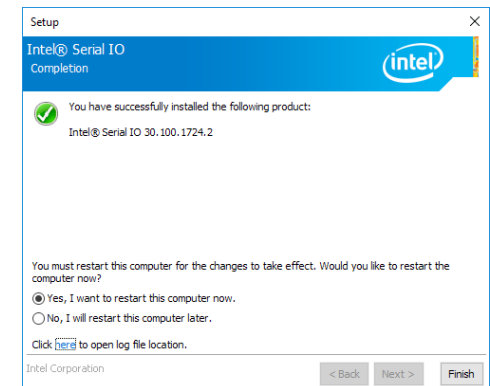 Setup
Intel® Serial IO
Completion
intel
You have successfully installed the following product:
Intel® Serial IO 30.100.1724.2
You must restart this computer for the changes to take effect. Would you like to restart the
computer now?
Yes, I want to restart this computer now.
No, I will restart this computer later.
Click here to open log file location.
Intel Corporation
< Back
Next >
Finish